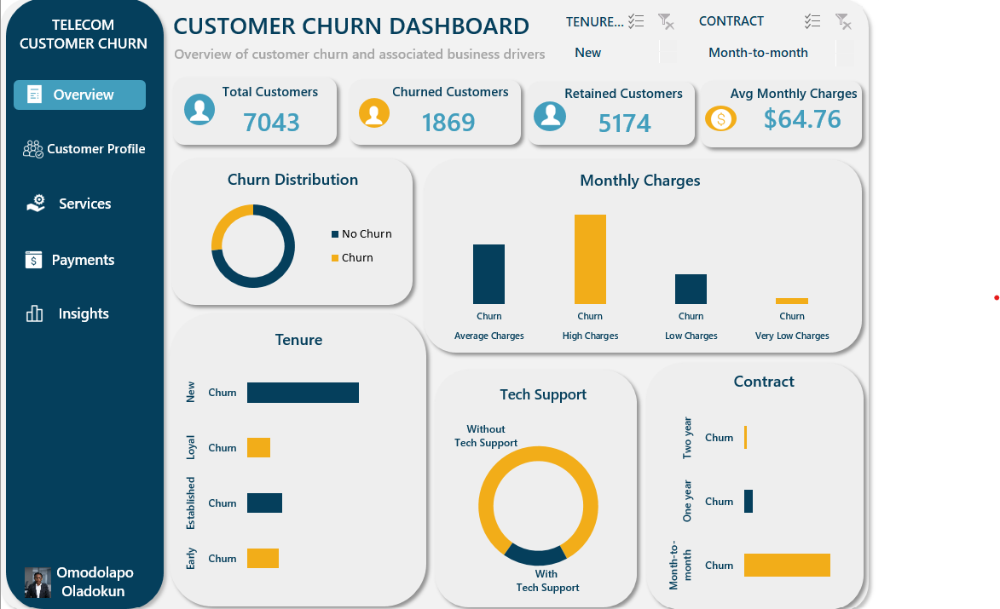 TELECOM
CUSTOMER CHURN
Overview
Customer Profile
Services
Payments
Insights
Omodolapo
Oladokun
CUSTOMER CHURN DASHBOARD
Overview of customer churn and associated business drivers
TENURE...
New
CONTRACT
Month-to-month
Total Customers
7043
Churned Customers
1869
Retained Customers
5174
Avg Monthly Charges
$
$64.76
Churn Distribution
No Churn
Churn
Monthly Charges
Churn
Churn
Churn
Churn
Average Charges
High Charges
Low Charges
Very Low Charges
Tenure
New
Churn
Loyal
Churn
Established
Churn
Early
Churn
Tech Support
Without
Tech Support
With
Tech Support
Contract
Two year
Churn
One year
Churn
Month-to-
month
Churn